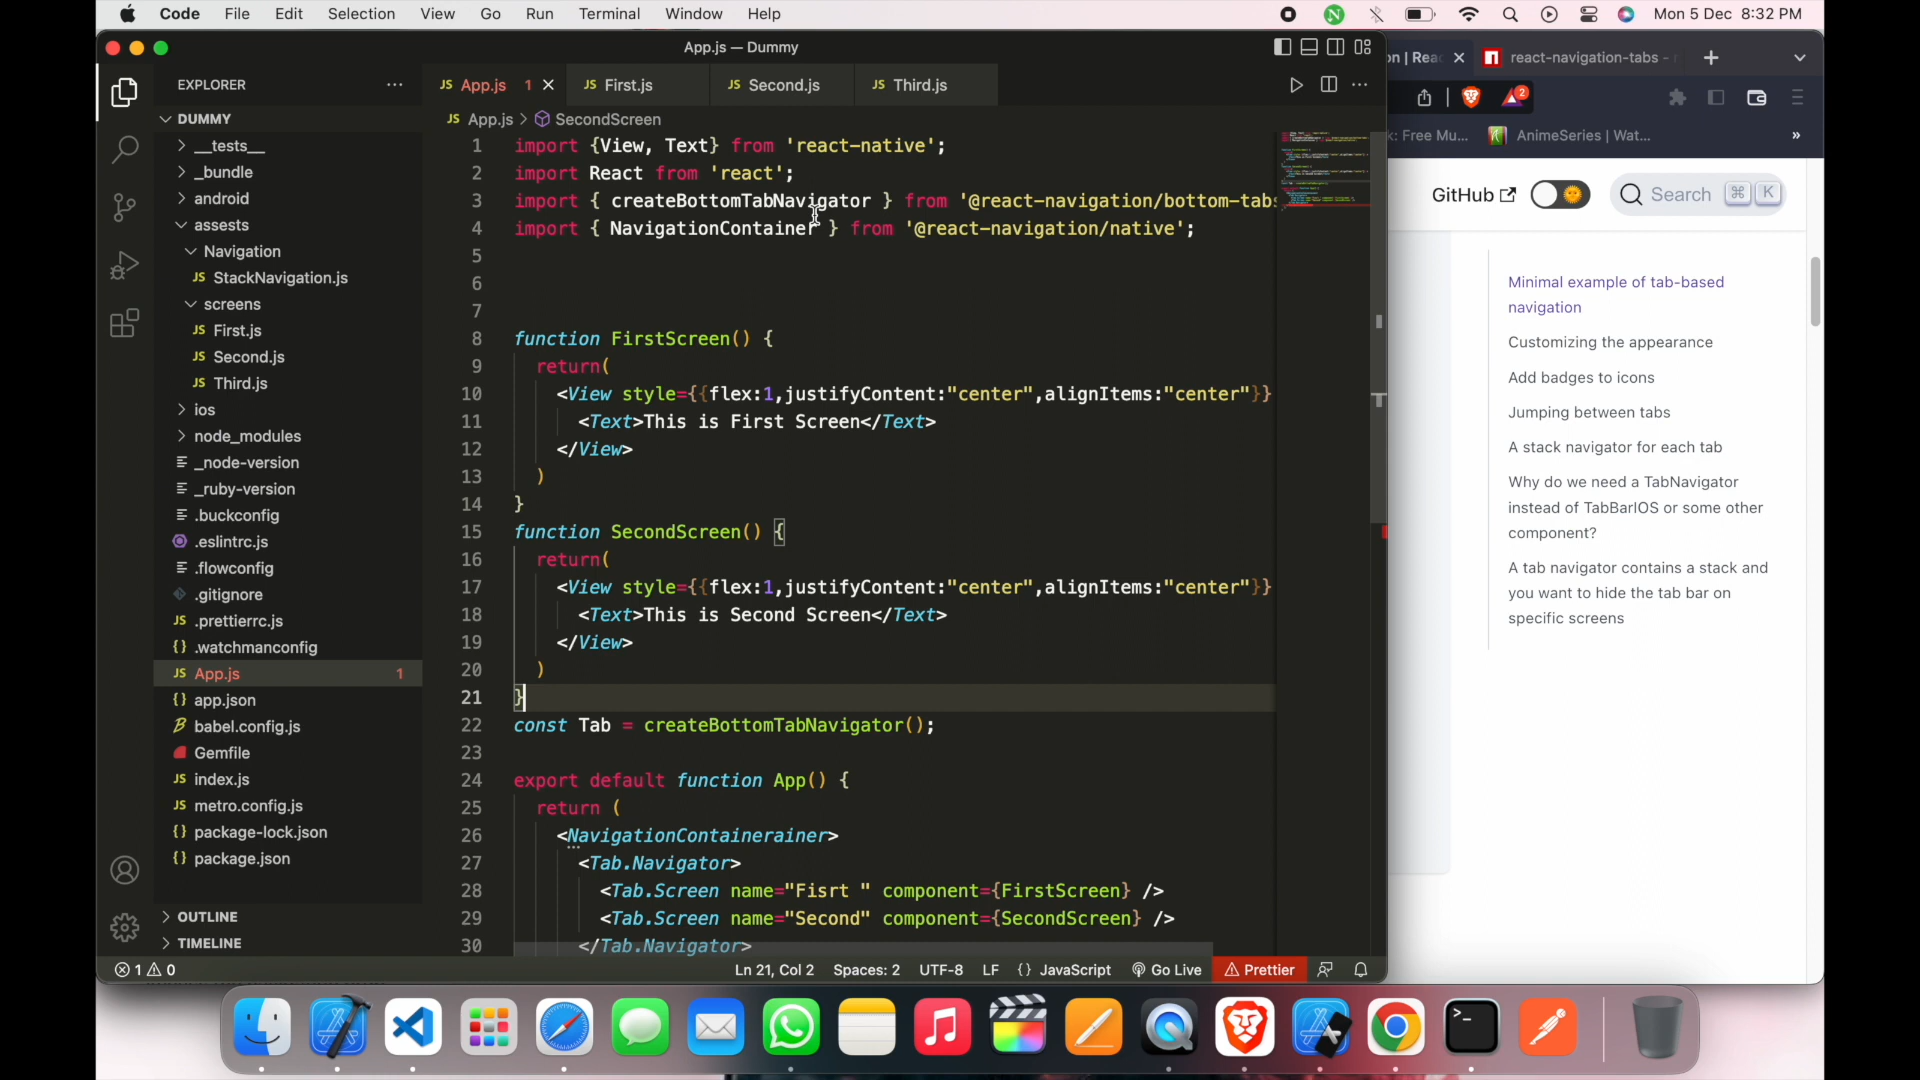 Code File Edit Selection View Go Run Terminal Window Help
Mon 5 Dec 8:32 PM
App.js — Dummy
EXPLORER
DUMMY
__tests__
_bundle
android
assests
Navigation
JS StackNavigation.js
screens
JS First.js
JS Second.js
JS Third.js
ios
node_modules
_node-version
_ruby-version
.buckconfig
.eslintrc.js
.flowconfig
.gitignore
JS .prettierrc.js
{} .watchmanconfig
JS App.js 1
{} app.json
babel.config.js
Gemfile
JS index.js
JS metro.config.js
{} package-lock.json
{} package.json
OUTLINE
TIMELINE
JS App.js 1 JS First.js JS Second.js JS Third.js
JS App.js > SecondScreen
1 import {View, Text} from 'react-native';
2 import React from 'react';
3 import { createBottomTabNavigator } from '@react-navigation/bottom-tabs
4 import { NavigationContainer } from '@react-navigation/native';
5
6
7
8 function FirstScreen() {
9 return(
10 <View style={{flex:1,justifyContent:"center",alignItems:"center"}}
11 <Text>This is First Screen</Text>
12 </View>
13 )
14 }
15 function SecondScreen() {
16 return(
17 <View style={{flex:1,justifyContent:"center",alignItems:"center"}}
18 <Text>This is Second Screen</Text>
19 </View>
20 )
21 }
22 const Tab = createBottomTabNavigator();
23
24 export default function App() {
25 return (
26 <NavigationContainerainer>
27 <Tab.Navigator>
28 <Tab.Screen name="Fisrt " component={FirstScreen} />
29 <Tab.Screen name="Second" component={SecondScreen} />
30 </Tab.Navigator>
1 0
Ln 21, Col 2 Spaces: 2 UTF-8 LF {} JavaScript Go Live Prettier
on | Reac react-navigation-tabs -
2
k: Free Mu... AnimeSeries | Wat... »
GitHub Search ⌘ K
Minimal example of tab-based
navigation
Customizing the appearance
Add badges to icons
Jumping between tabs
A stack navigator for each tab
Why do we need a TabNavigator
instead of TabBarIOS or some other
component?
A tab navigator contains a stack and
you want to hide the tab bar on
specific screens